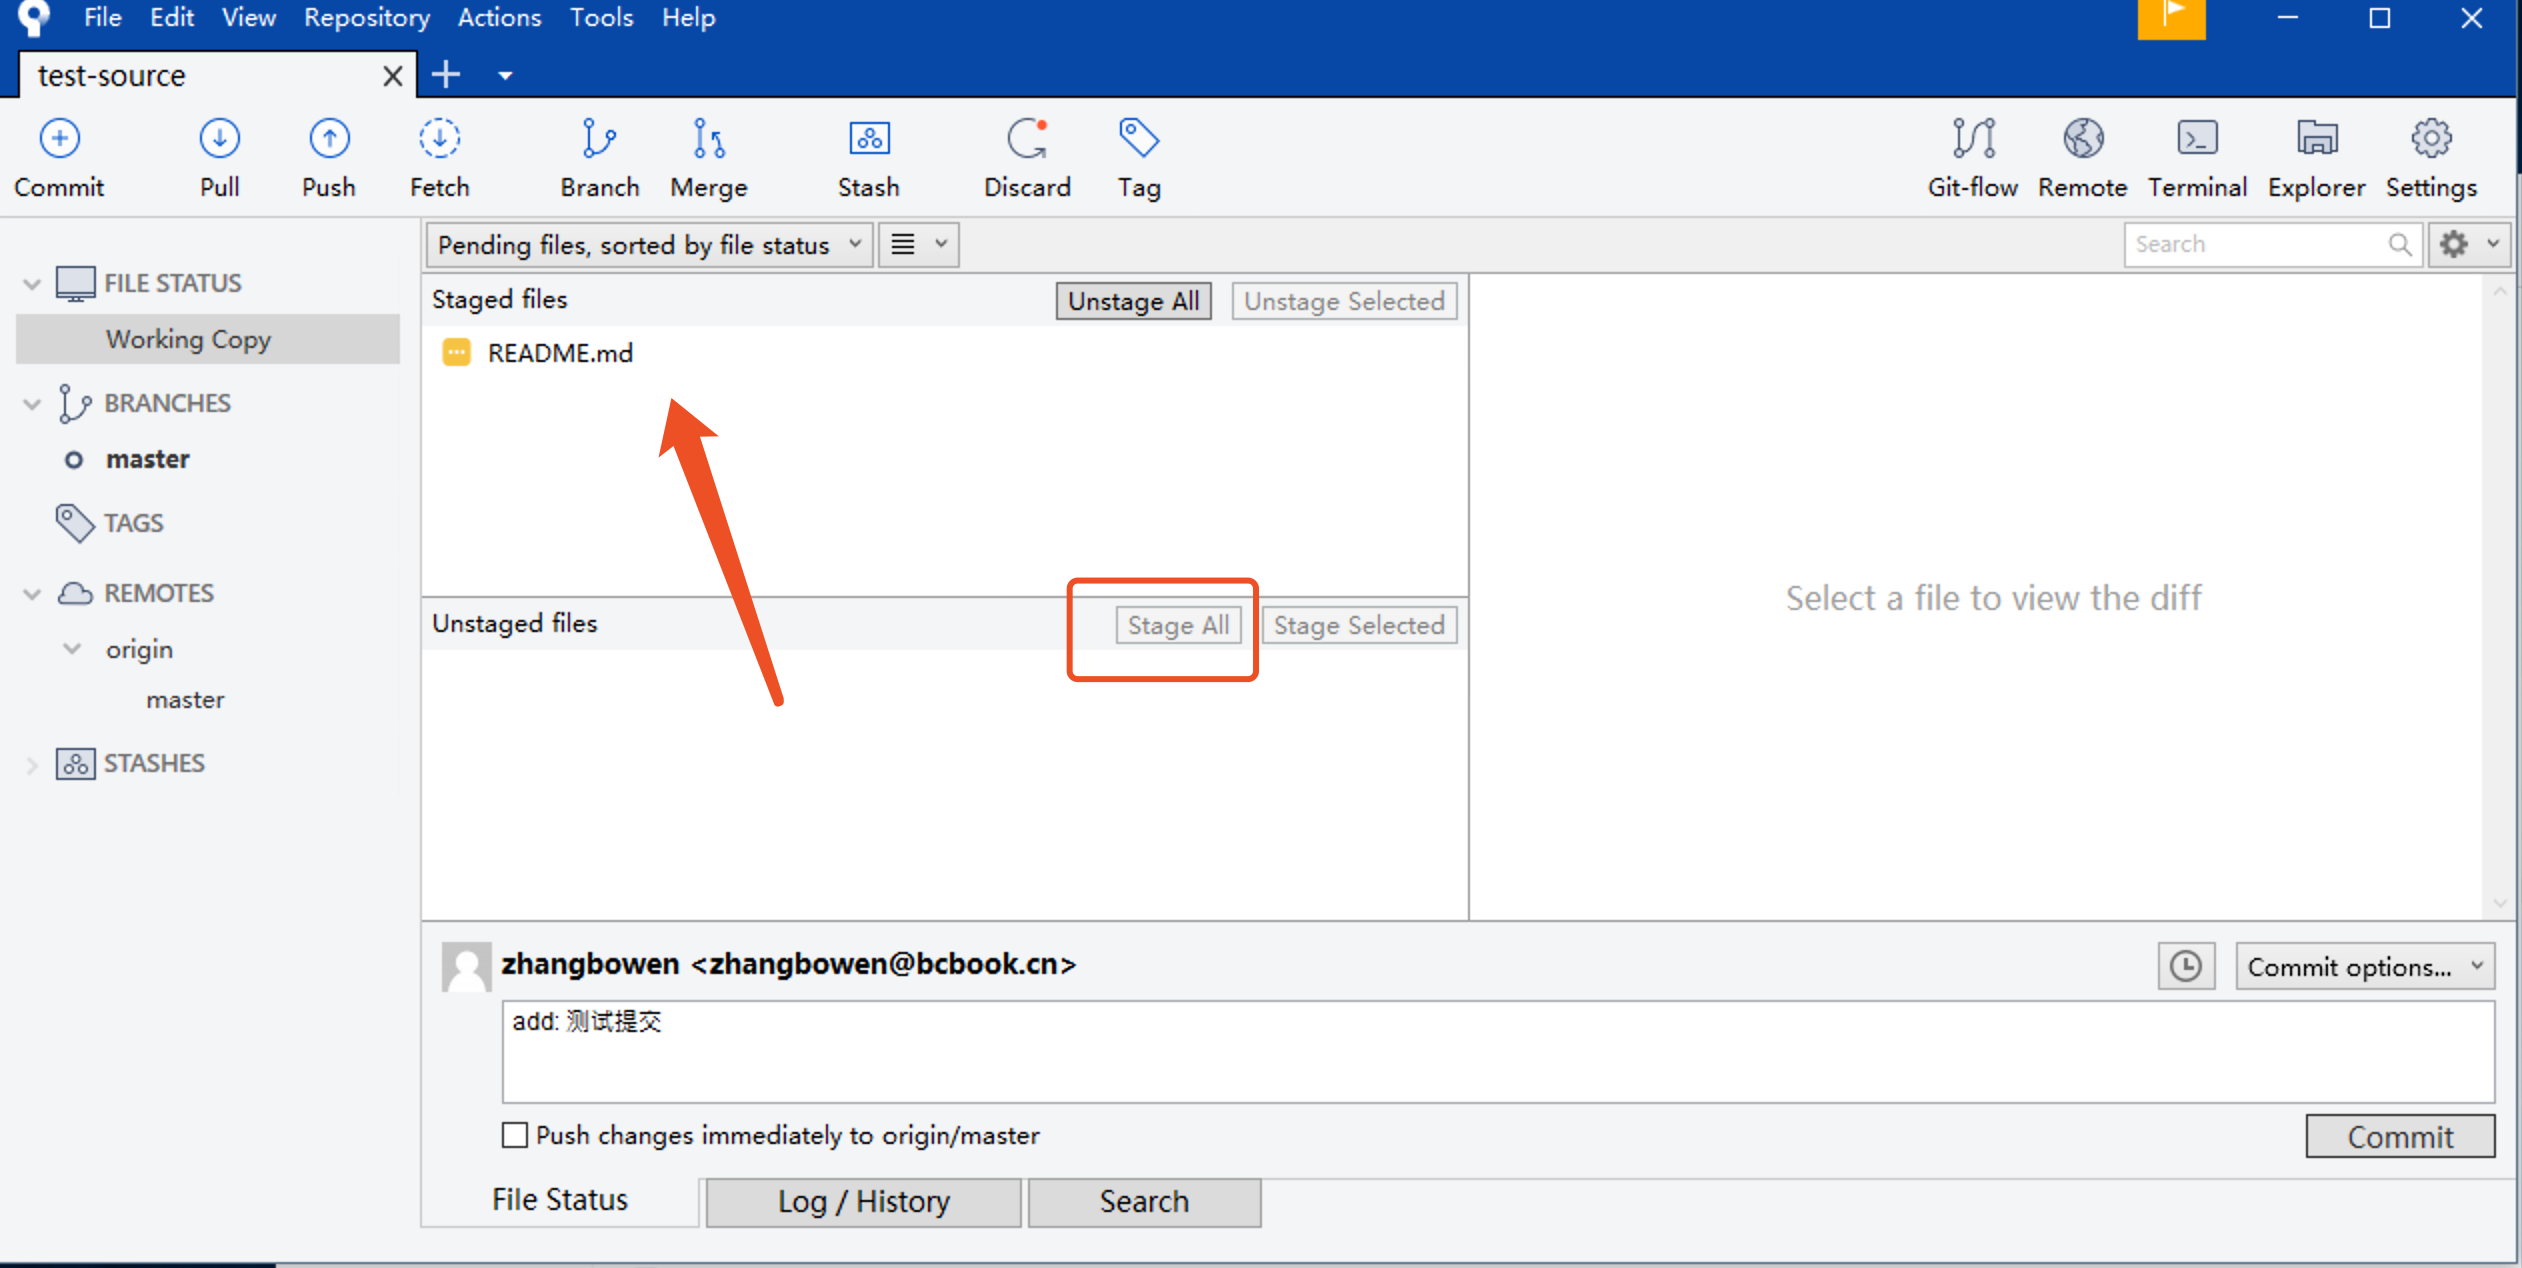 File Edit View Repository Actions Tools Help
test-source
Commit Pull Push Fetch Branch Merge Stash Discard Tag Git-flow Remote Terminal Explorer Settings
Pending files, sorted by file status
Search
FILE STATUS
Working Copy
BRANCHES
master
TAGS
REMOTES
origin
master
STASHES
Staged files Unstage All Unstage Selected
README.md
Unstaged files Stage All Stage Selected
Select a file to view the diff
zhangbowen <zhangbowen@bcbook.cn>
Commit options...
add: 测试提交
Push changes immediately to origin/master
Commit
File Status Log / History Search